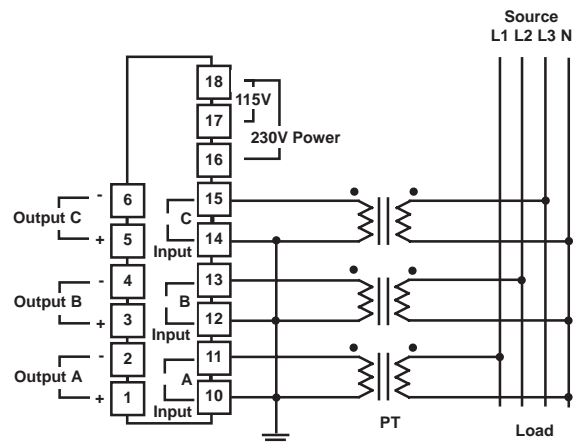 Source
L1 L2 L3 N
18
115V
17
230V Power
16
6
-
Output C
5
+
15
C
14
Input
4
-
Output B
3
+
13
B
12
Input
2
-
Output A
1
+
11
A
10
Input
PT
Load